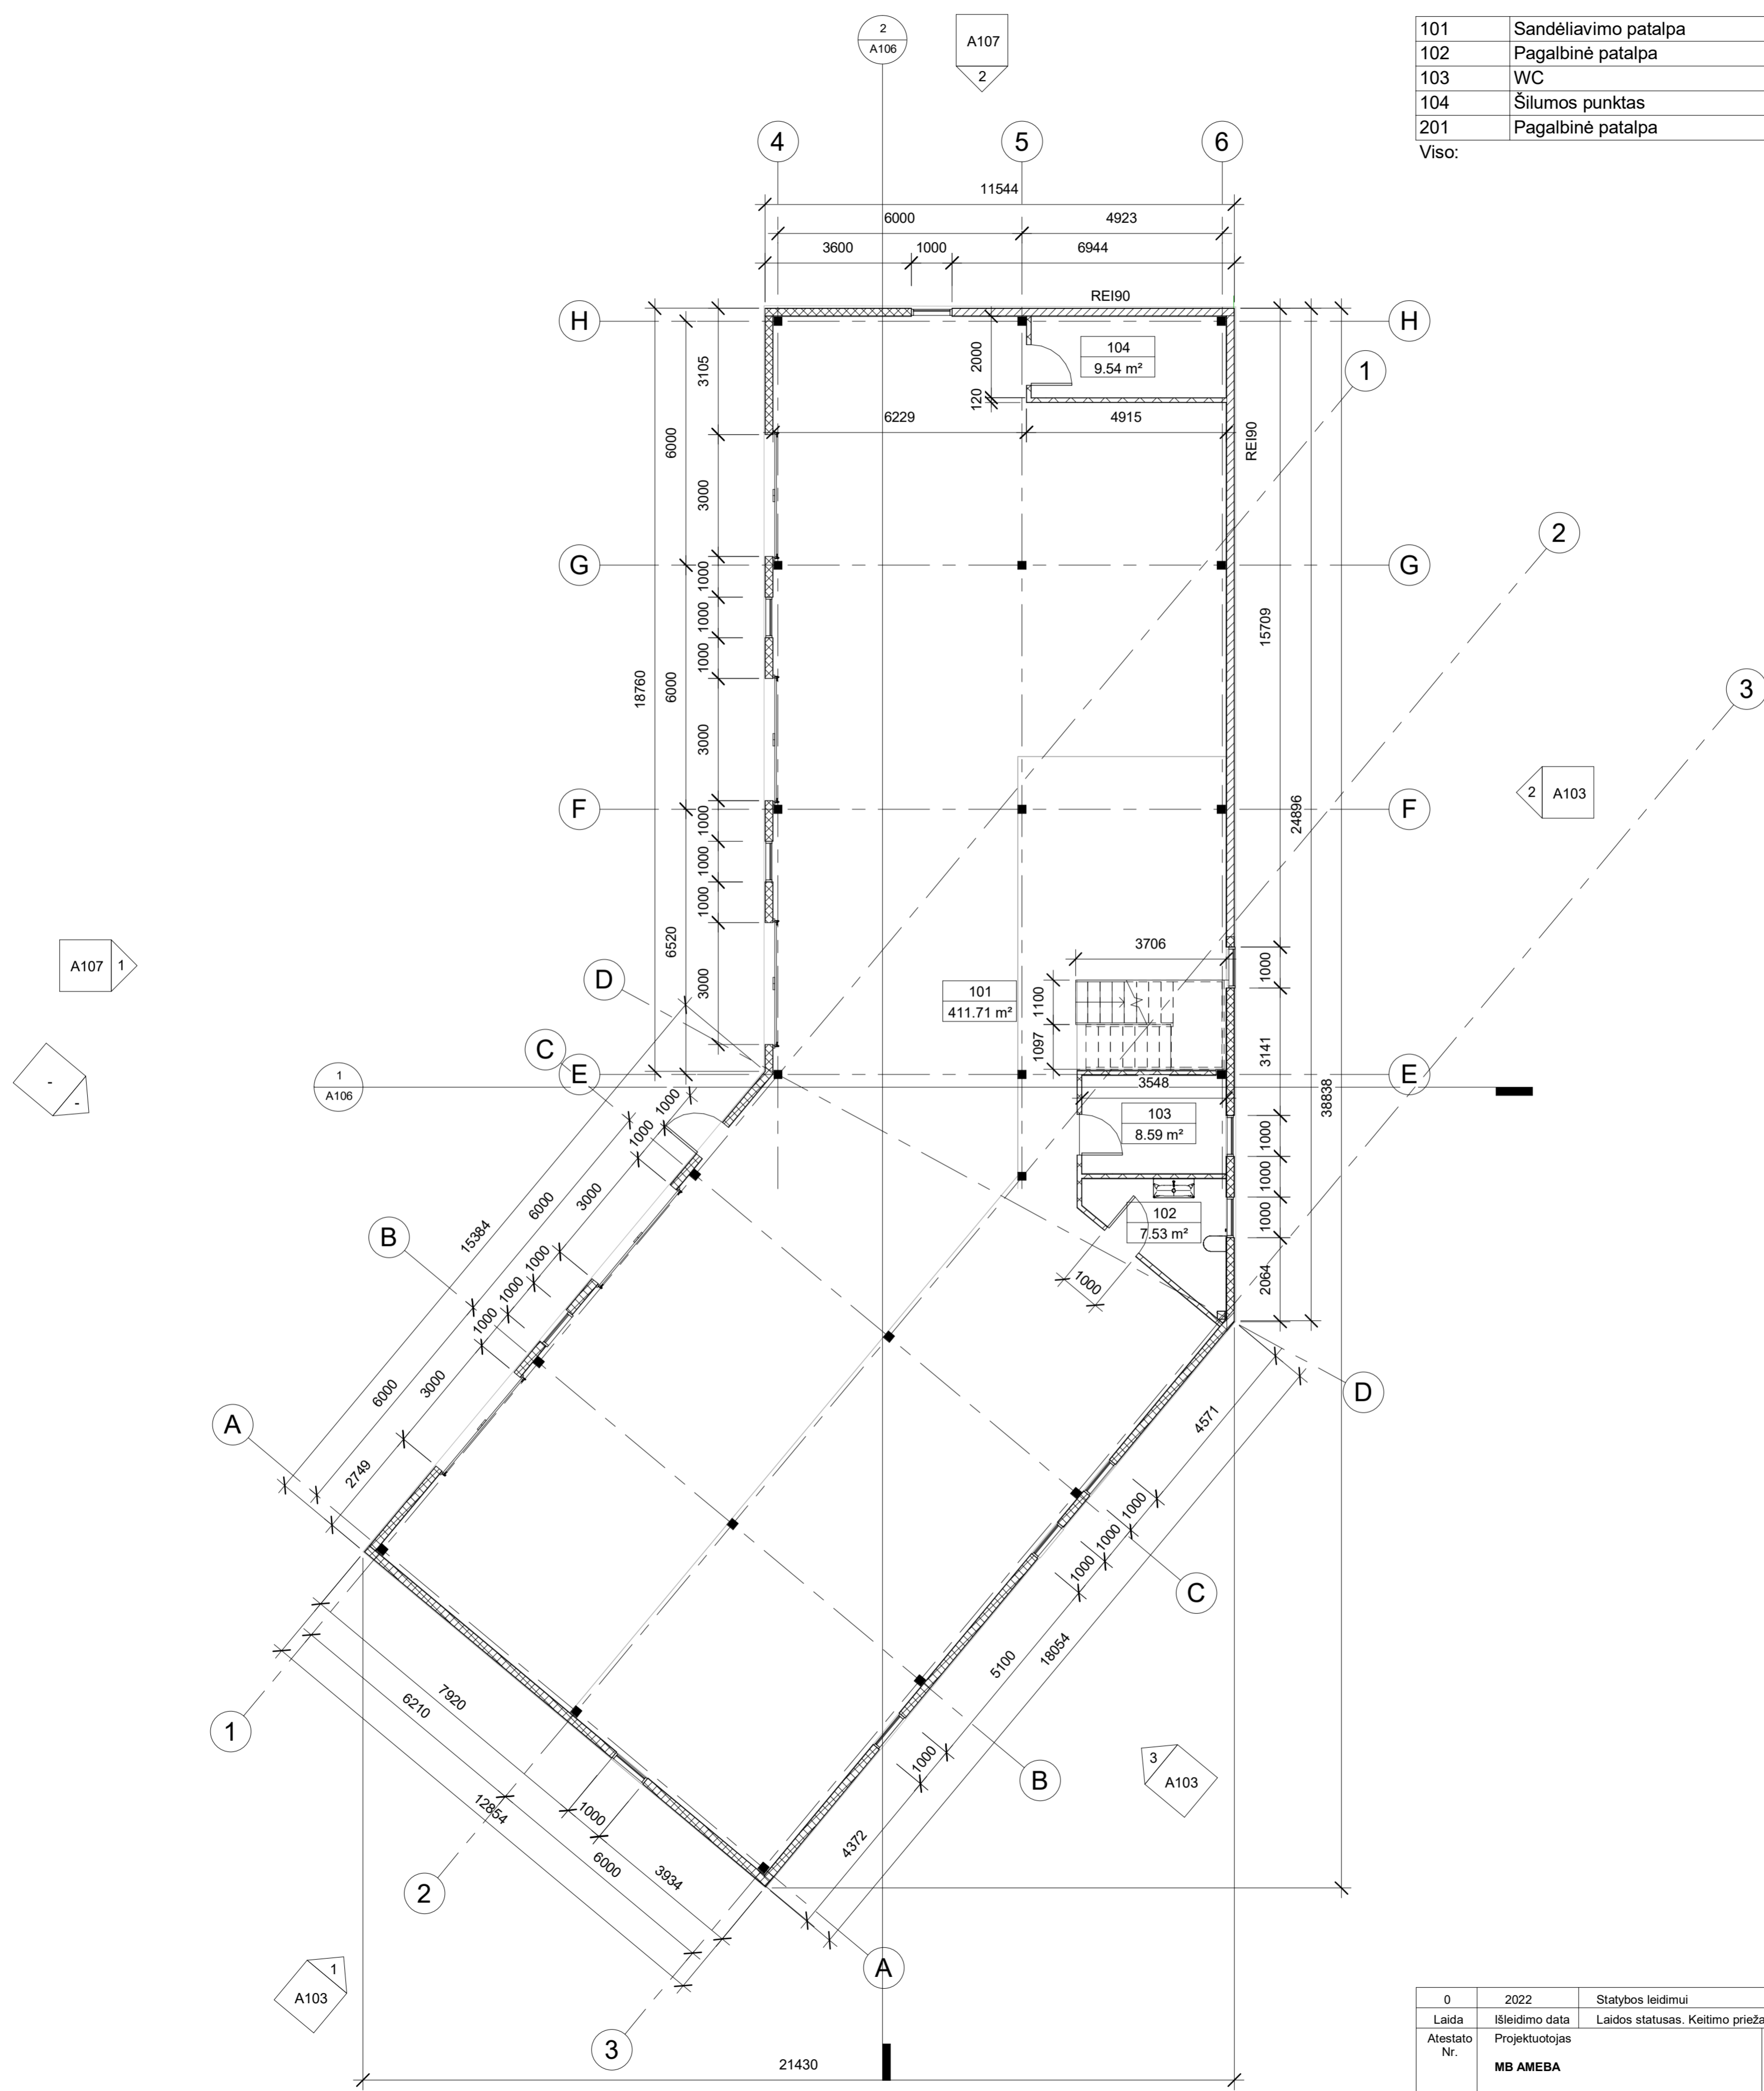 101 Sandėliavimo patalpa
102 Pagalbinė patalpa
103 WC
104 Šilumos punktas
201 Pagalbinė patalpa
Viso:
2
A106
A107
2
4 5 6
11544
6000 4923
3600 1000 6944
REI90
H H
1
104
9.54 m²
2000
120
3105
6229 4915
6000
REI90
3000
2
G G
1000
1000
1000
15709
18760
6000
3
3000
2 A103
F F
24896
1000
1000
1000
6520
3706
A107 1
3000
1000
D
101
411.71 m²
1100
1097
3141
C
E E
1
A106
3548
38838
-
-
1000
1000
103
8.59 m²
1000
1000
3000
6000
15384
B
102
7.53 m²
1000
2064
1000
1000
1000
1000
3000
6000
D
A
2749
4571
1000
1000
1000
C
18054
5100
7920
6210
1
1000
B
3
A103
12854
1000
4372
6000
3934
2
A
1
A103
3
21430
0 2022 Statybos leidimui
Laida Išleidimo data Laidos statusas. Keitimo prieža
Atestato Projektuotojas
Nr.
MB AMEBA